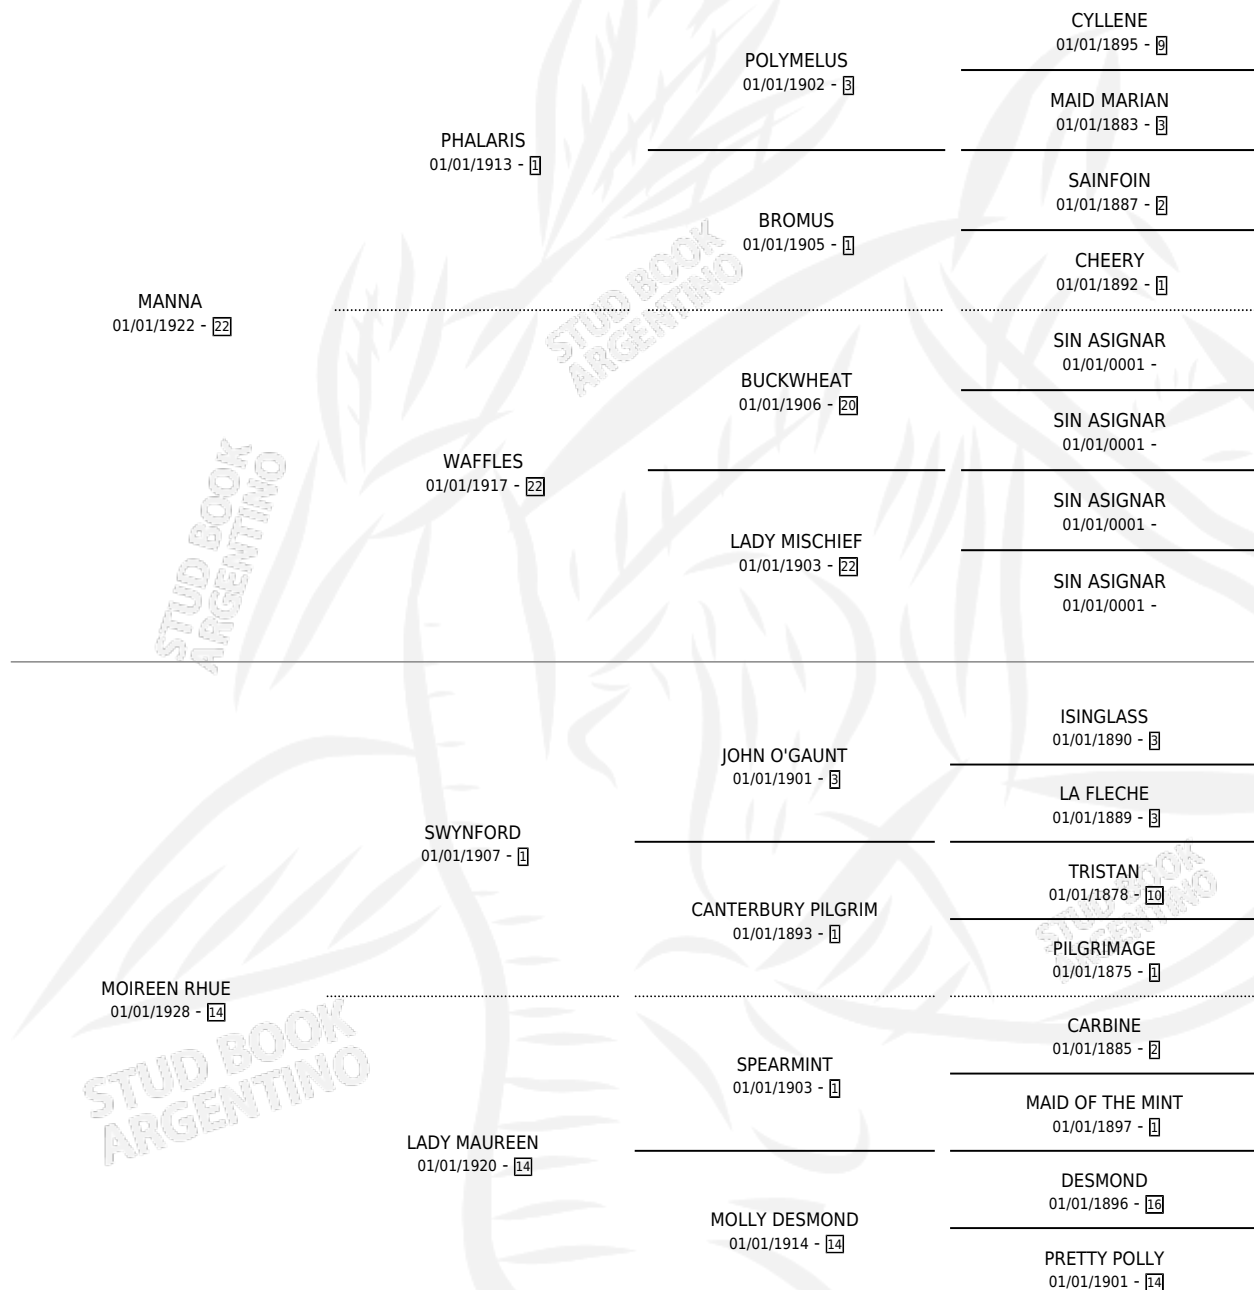 CYLLENE
01/01/1895 - 9
POLYMELUS
01/01/1902 - 3
MAID MARIAN
01/01/1883 - 3
PHALARIS
01/01/1913 - 1
SAINFOIN
01/01/1887 - 2
BROMUS
01/01/1905 - 1
CHEERY
01/01/1892 - 1
MANNA
01/01/1922 - 22
STUD BOOK
ARGENTINO
SIN ASIGNAR
01/01/0001 -
BUCKWHEAT
01/01/1906 - 20
SIN ASIGNAR
01/01/0001 -
WAFFLES
01/01/1917 - 22
SIN ASIGNAR
01/01/0001 -
LADY MISCHIEF
01/01/1903 - 22
SIN ASIGNAR
01/01/0001 -
STUD BOOK
ARGENTINO
ISINGLASS
01/01/1890 - 3
JOHN O'GAUNT
01/01/1901 - 3
LA FLECHE
01/01/1889 - 3
SWYNFORD
01/01/1907 - 1
TRISTAN
01/01/1878 - 10
CANTERBURY PILGRIM
01/01/1893 - 1
STUD BOOK
ARGENTINO
PILGRIMAGE
01/01/1875 - 1
MOIREEN RHUE
01/01/1928 - 14
CARBINE
01/01/1885 - 2
SPEARMINT
01/01/1903 - 1
STUD BOOK
ARGENTINO
MAID OF THE MINT
01/01/1897 - 1
LADY MAUREEN
01/01/1920 - 14
DESMOND
01/01/1896 - 16
MOLLY DESMOND
01/01/1914 - 14
PRETTY POLLY
01/01/1901 - 14